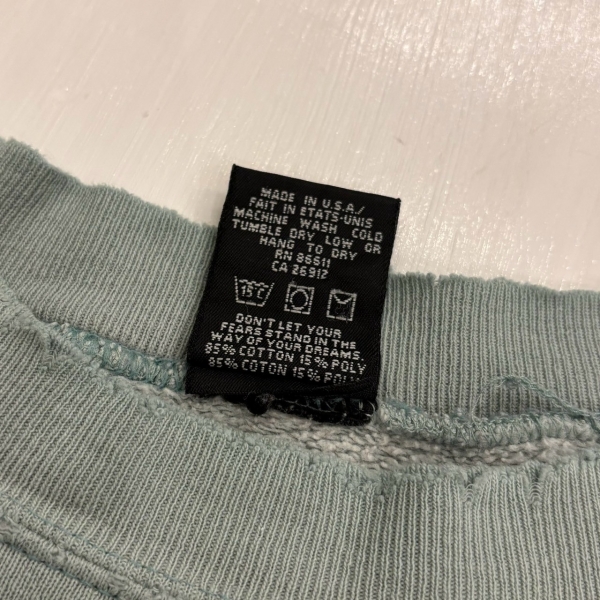 MADE IN U.S.A./
FAIT IN ETATS-UNIS
MACHINE WASH COLD
TUMBLE DRY LOW OR
HANG TO DRY
RN 86611
CA 26912
15C
DON'T LET YOUR
FEARS STAND IN THE
WAY OF YOUR DREAMS.
85% COTTON 15% POLY
85% COTON 15% POLY